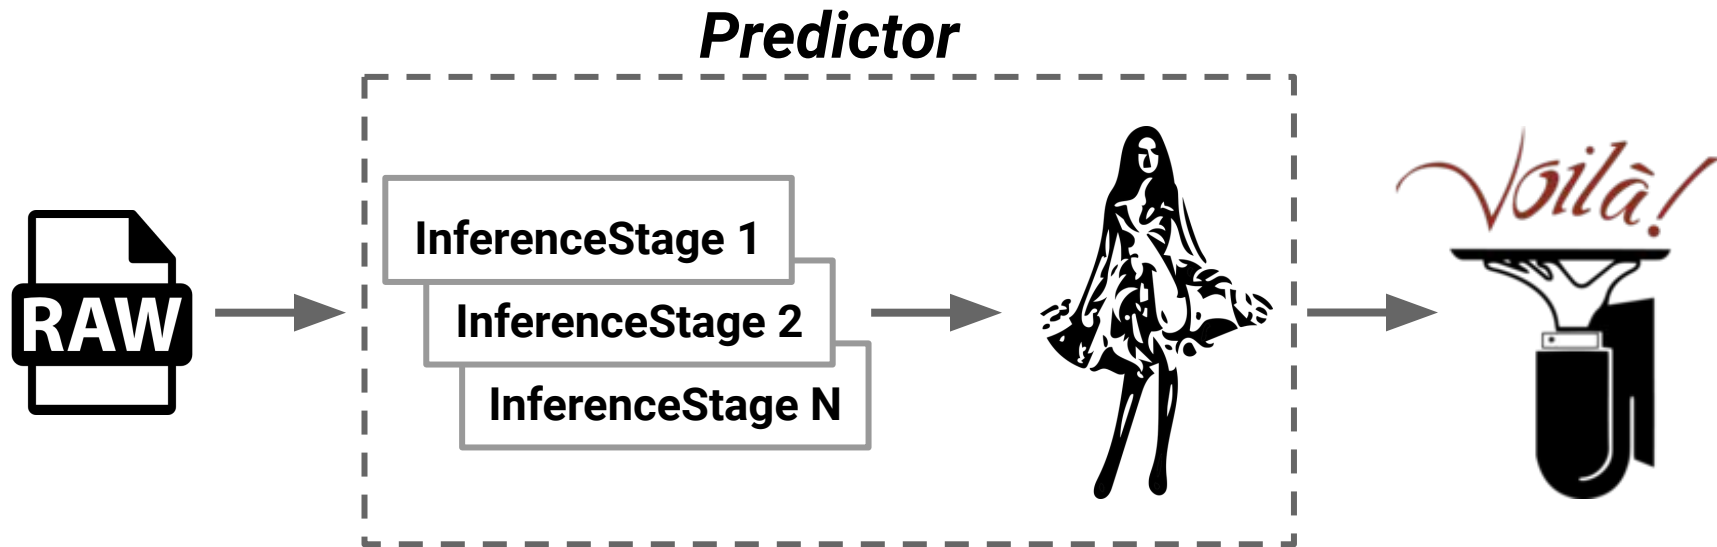 Predictor
RAW
InferenceStage 1
InferenceStage 2
InferenceStage N
Voilà!